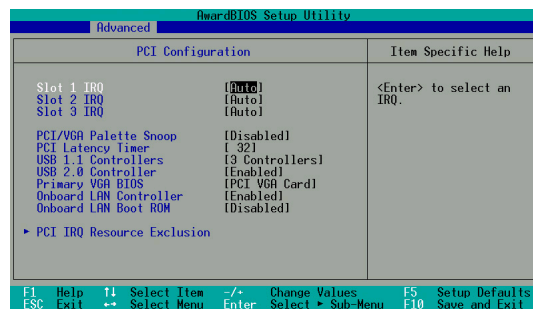 AwardBIOS Setup Utility
Advanced
PCI Configuration
Item Specific Help
Slot 1 IRQ [Auto]
Slot 2 IRQ [Auto]
Slot 3 IRQ [Auto]
<Enter> to select an
IRQ.
PCI/VGA Palette Snoop [Disabled]
PCI Latency Timer [ 32]
USB 1.1 Controllers [3 Controllers]
USB 2.0 Controller [Enabled]
Primary VGA BIOS [PCI VGA Card]
Onboard LAN Controller [Enabled]
Onboard LAN Boot ROM [Disabled]
▶ PCI IRQ Resource Exclusion
F1 Help ↑↓ Select Item -/+ Change Values F5 Setup Defaults
ESC Exit ↔ Select Menu Enter Select ▶ Sub-Menu F10 Save and Exit